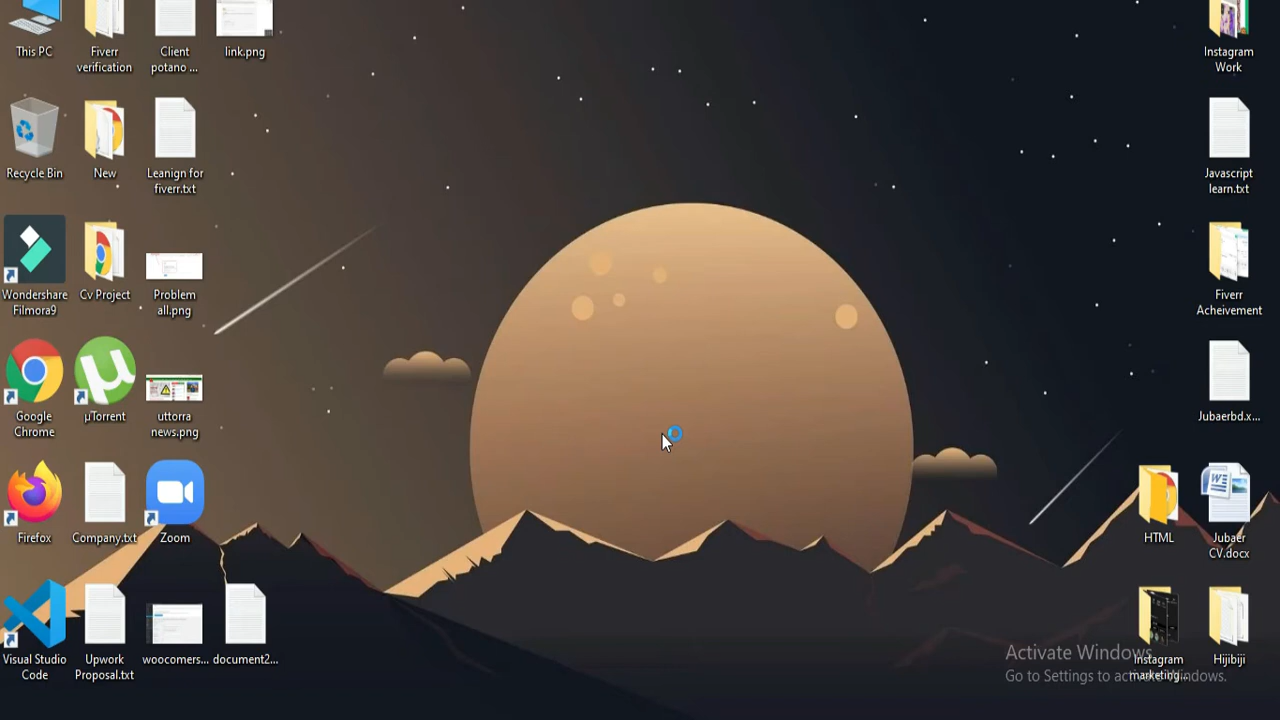 This PC
Fiverr
verification
Client
potano ...
link.png
Instagram
Work
Recycle Bin
New
Leanign for
fiverr.txt
Javascript
learn.txt
Wondershare
Filmora9
Cv Project
Problem
all.png
Fiverr
Acheivement
Google
Chrome
µTorrent
uttorra
news.png
Jubaerbd.x...
Firefox
Company.txt
Zoom
HTML
Jubaer
CV.docx
Visual Studio
Code
Upwork
Proposal.txt
woocomers...
document2...
Instagram
marketing...
Hijibiji
Activate Windows
Go to Settings to activate Windows.